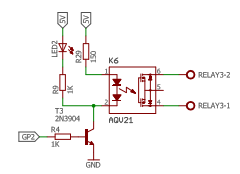 5V
5V
LED2
R29
150
K6
R9
1K
1
2
6
5
4
RELAY3-2
RELAY3-1
AQV21
T3
2N3904
GP2
R4
1K
GND